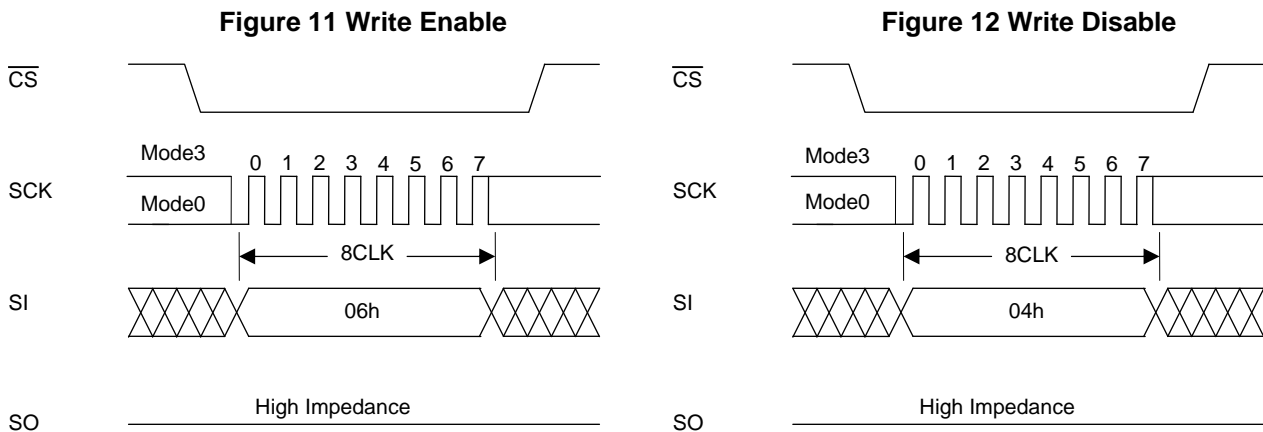 Figure 11 Write Enable
CS
Mode3
0 1 2 3 4 5 6 7
SCK
Mode0
8CLK
SI
06h
High Impedance
SO
Figure 12 Write Disable
CS
Mode3
0 1 2 3 4 5 6 7
SCK
Mode0
8CLK
SI
04h
High Impedance
SO